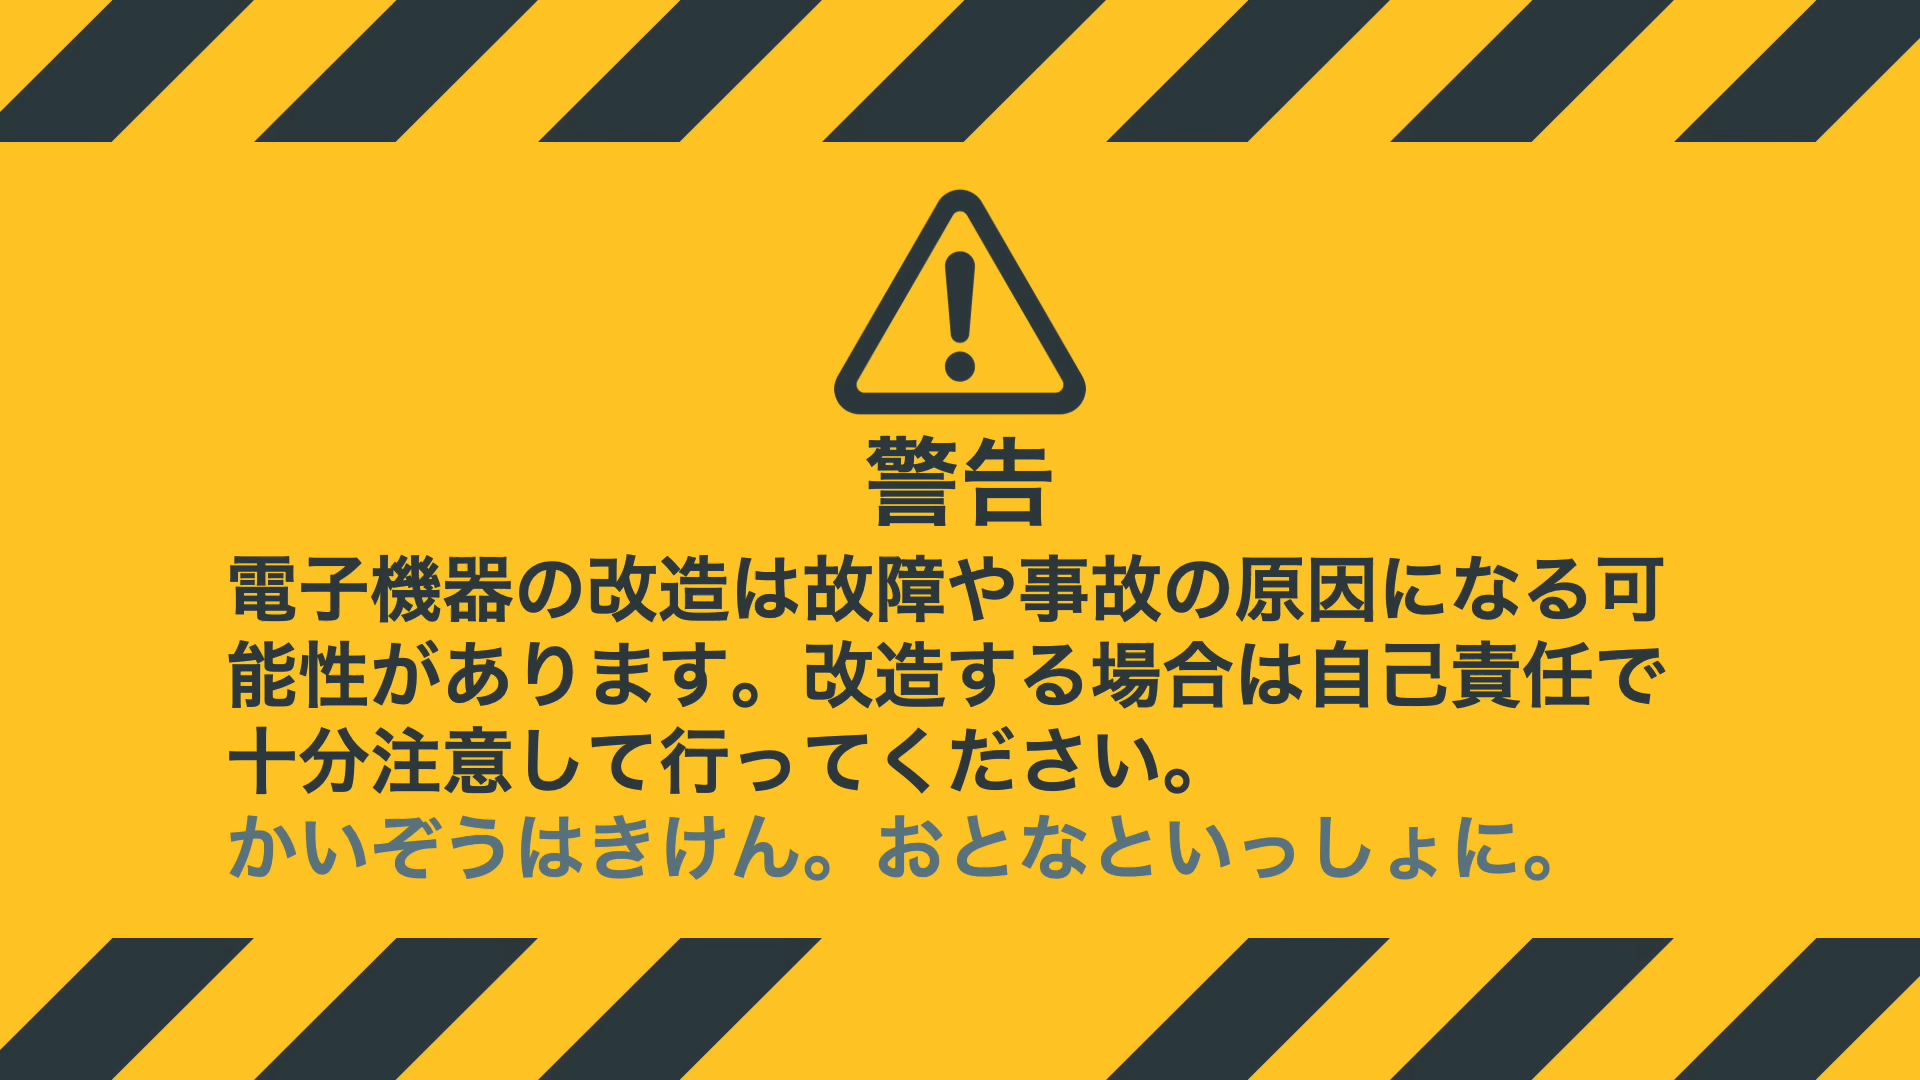 警告
電子機器の改造は故障や事故の原因になる可
能性があります。改造する場合は自己責任で
十分注意して行ってください。
かいぞうはきけん。おとなといっしょに。